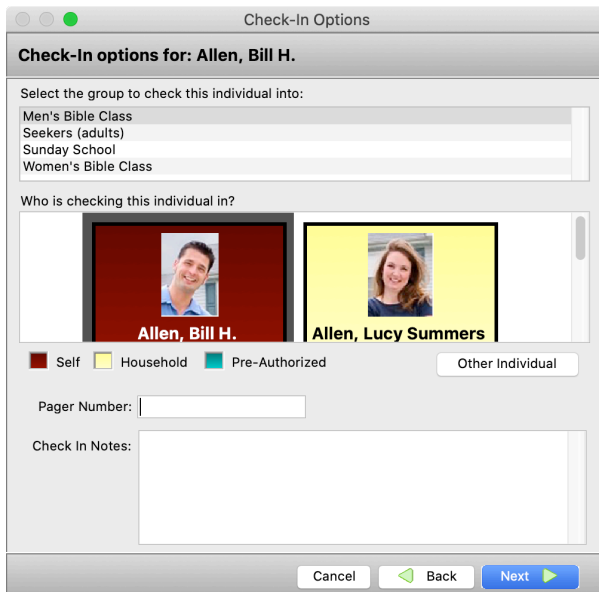 Check-In Options
Check-In options for: Allen, Bill H.
Select the group to check this individual into:
Men's Bible Class
Seekers (adults)
Sunday School
Women's Bible Class
Who is checking this individual in?
Allen, Bill H.
Allen, Lucy Summers
Self
Household
Pre-Authorized
Other Individual
Pager Number:
Check In Notes:
Cancel
Back
Next